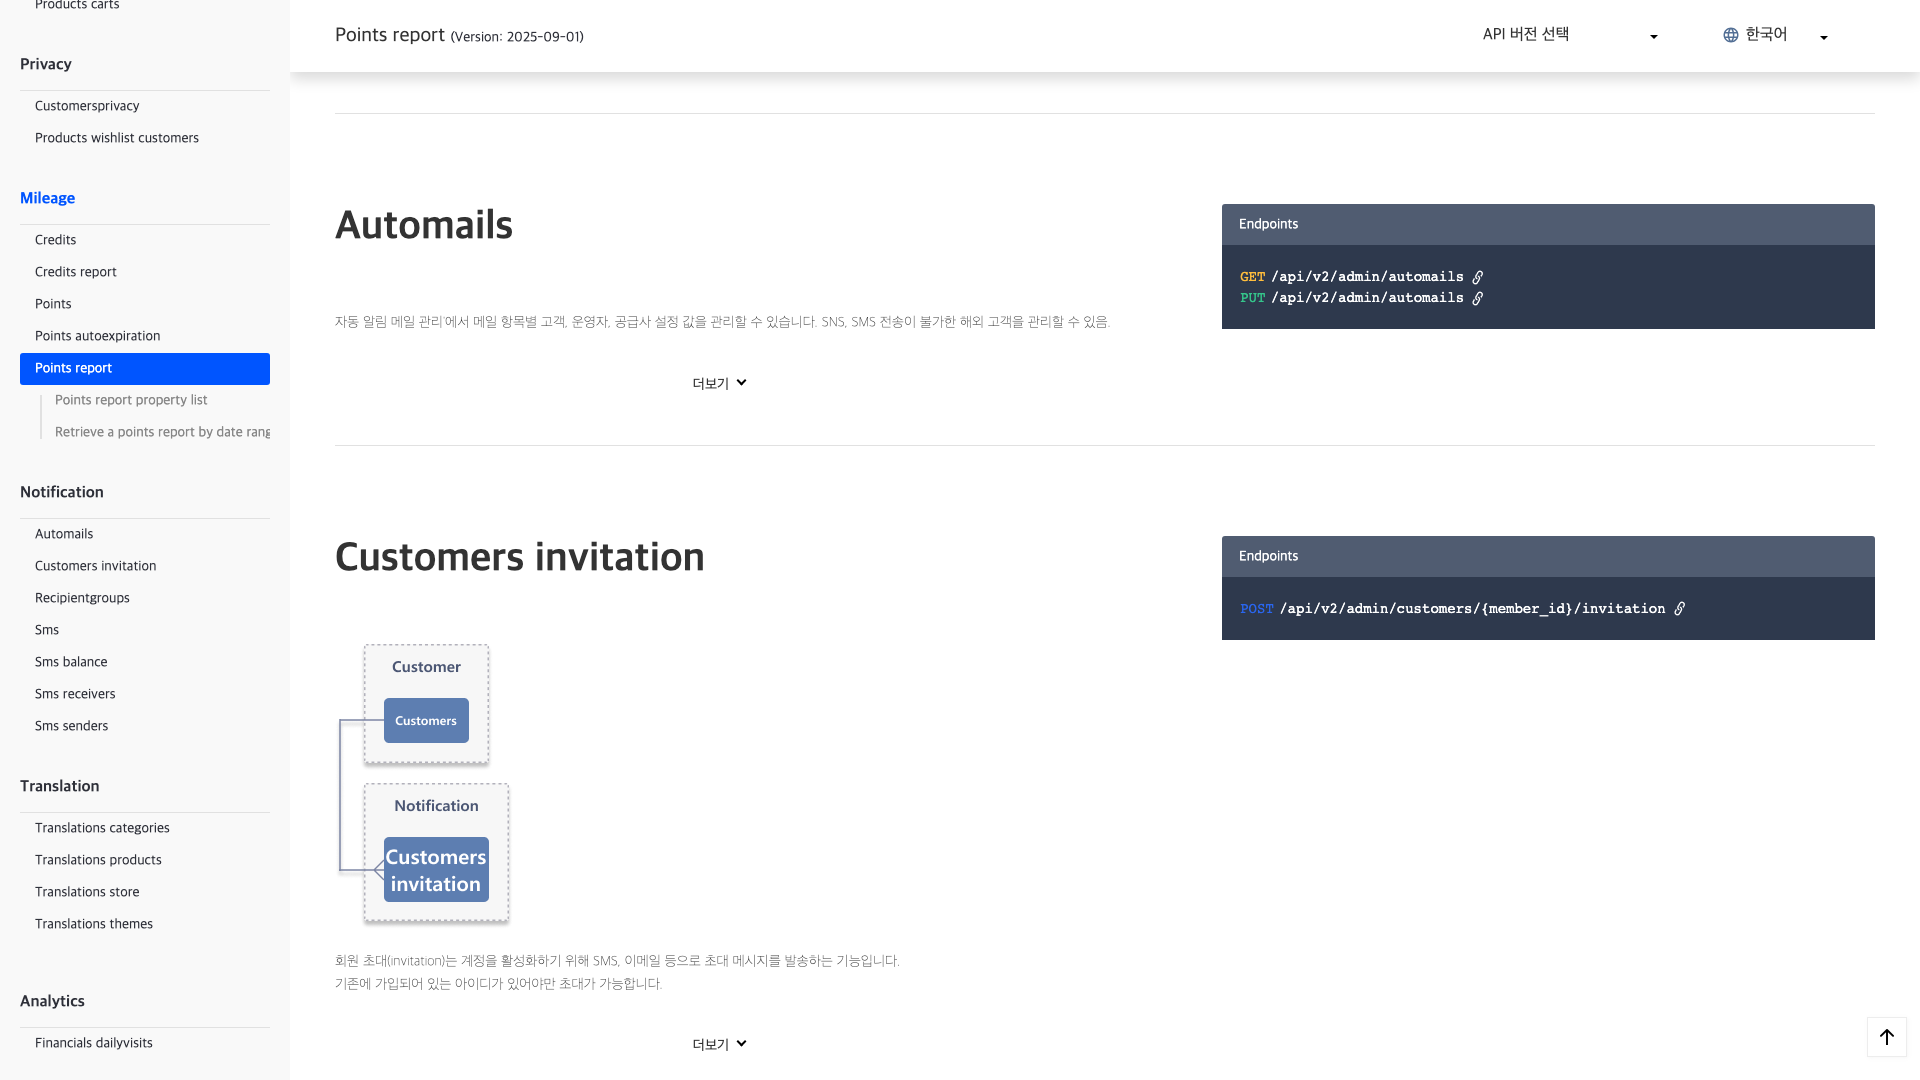 Products carts
Privacy
Customersprivacy
Products wishlist customers
Mileage
Credits
Credits report
Points
Points autoexpiration
Points report
Points report property list
Retrieve a points report by date rang
Notification
Automails
Customers invitation
Recipientgroups
Sms
Sms balance
Sms receivers
Sms senders
Translation
Translations categories
Translations products
Translations store
Translations themes
Analytics
Financials dailyvisits
Points report (Version: 2025-09-01)
API 버전 선택
한국어
Automails
자동 알림 메일 관리'에서 메일 항목별 고객, 운영자, 공급사 설정 값을 관리할 수 있습니다. SNS, SMS 전송이 불가한 해외 고객을 관리할 수 있음.
더보기
Endpoints
GET /api/v2/admin/automails
PUT /api/v2/admin/automails
Customers invitation
Customer
Customers
Notification
Customers
invitation
회원 초대(invitation)는 계정을 활성화하기 위해 SMS, 이메일 등으로 초대 메시지를 발송하는 기능입니다.
기존에 가입되어 있는 아이디가 있어야만 초대가 가능합니다.
더보기
Endpoints
POST /api/v2/admin/customers/{member_id}/invitation